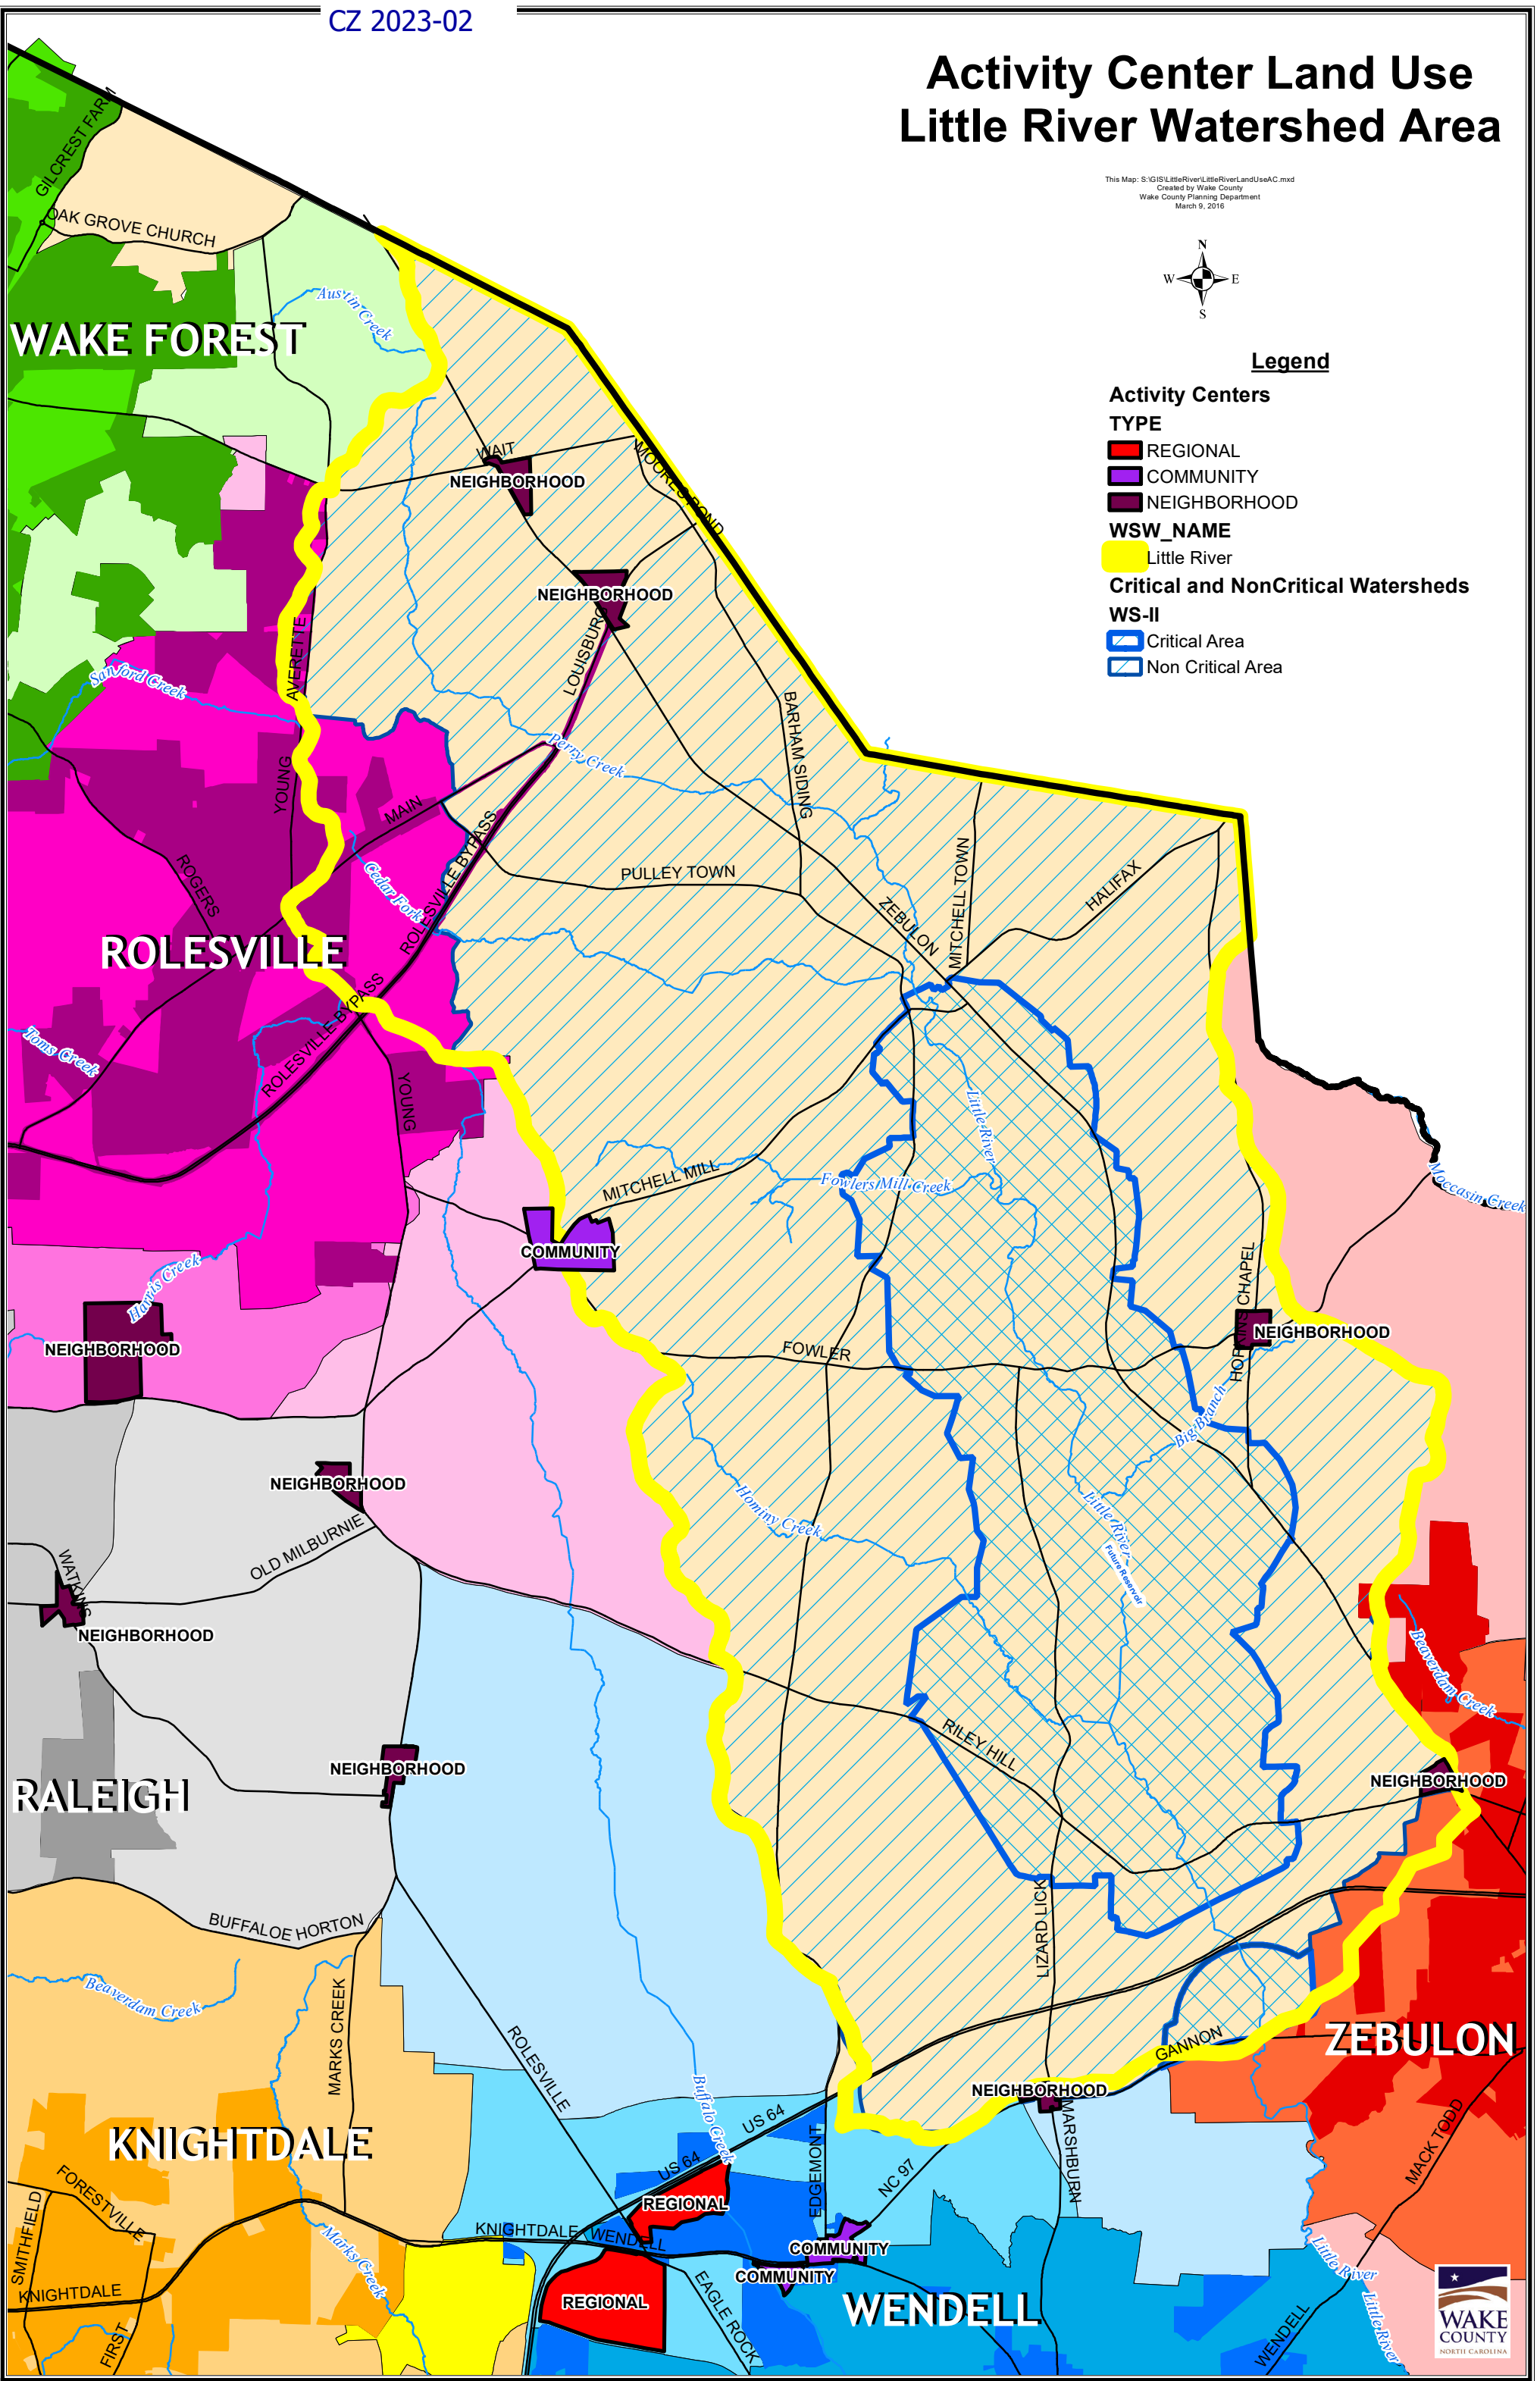 CZ 2023-02
Activity Center Land Use
Little River Watershed Area
This Map: S:\GIS\LittleRiver\LittleRiverLandUseAC.mxd
Created by Wake County
Wake County Planning Department
March 9, 2016
N
W E
S
Legend
Activity Centers
TYPE
REGIONAL
COMMUNITY
NEIGHBORHOOD
WSW_NAME
Little River
Critical and NonCritical Watersheds
WS-II
Critical Area
Non Critical Area
GILCREST FARM
OAK GROVE CHURCH
Austin Creek
WAKE FOREST
WAIT
NEIGHBORHOOD
MOORES POND
NEIGHBORHOOD
LOUISBURG
AVERETTE
Sanford Creek
BARHAM SIDING
Perry Creek
YOUNG
MAIN
ROGERS
Cedar Fork
ROLESVILLE BYPASS
PULLEY TOWN
MITCHELL TOWN
HALIFAX
ZEBULON
ROLESVILLE
ROLESVILLE BYPASS
Toms Creek
YOUNG
Little River
MITCHELL MILL
Fowlers Mill Creek
Moccasin Creek
COMMUNITY
Harris Creek
HOPKINS CHAPEL
NEIGHBORHOOD
NEIGHBORHOOD
FOWLER
Big Branch
NEIGHBORHOOD
Hominy Creek
Little River
Future Reservoir
OLD MILBURNIE
WATKINS
NEIGHBORHOOD
Beaverdam Creek
RILEY HILL
NEIGHBORHOOD
NEIGHBORHOOD
RALEIGH
LIZARD LICK
BUFFALOE HORTON
Beaverdam Creek
MARKS CREEK
ROLESVILLE
GANNON
ZEBULON
NEIGHBORHOOD
Buffalo Creek
US 64
MARSHBURN
MACK TODD
KNIGHTDALE
EDGEMONT
NC 97
US 64
FORESTVILLE
SMITHFIELD
REGIONAL
KNIGHTDALE
WENDELL
Marks Creek
COMMUNITY
COMMUNITY
Little River
KNIGHTDALE
REGIONAL
EAGLE ROCK
WENDELL
Little River
FIRST
WENDELL
WAKE
COUNTY
NORTH CAROLINA